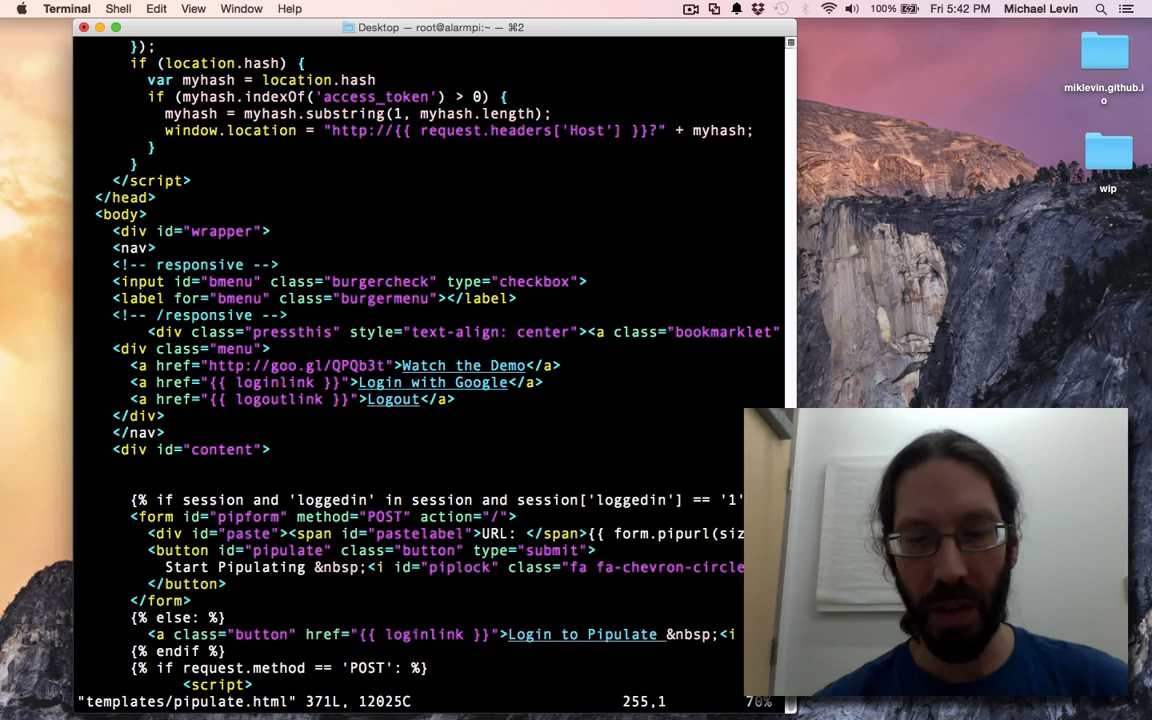 Shell Edit View Window Help 100% Fri 5:42 PM Michael Levin
Terminal
Desktop — root@alarmpi:~ — ⌘2
miklevin.github.i
o
wip
});
if (location.hash) {
var myhash = location.hash
if (myhash.indexOf('access_token') > 0) {
myhash = myhash.substring(1, myhash.length);
window.location = "http://{{ request.headers['Host'] }}?" + myhash;
}
}
</script>
</head>
<body>
<div id="wrapper">
<nav>
<!-- responsive -->
<input id="bmenu" class="burgercheck" type="checkbox">
<label for="bmenu" class="burgermenu"></label>
<!-- /responsive -->
<div class="pressthis" style="text-align: center"><a class="bookmarklet"
<div class="menu">
<a href="http://goo.gl/QPQb3t">Watch the Demo</a>
<a href="{{ loginlink }}">Login with Google</a>
<a href="{{ logoutlink }}">Logout</a>
</div>
</nav>
<div id="content">
{% if session and 'loggedin' in session and session['loggedin'] == '1'
<form id="pipform" method="POST" action="/">
<div id="paste"><span id="pastelabel">URL: </span>{{ form.pipurl(siz
<button id="pipulate" class="button" type="submit">
Start Pipulating &nbsp;<i id="piplock" class="fa fa-chevron-circle
</button>
</form>
{% else: %}
<a class="button" href="{{ loginlink }}">Login to Pipulate &nbsp;<i
{% endif %}
{% if request.method == 'POST': %}
<script>
"templates/pipulate.html" 371L, 12025C 255,1 70%